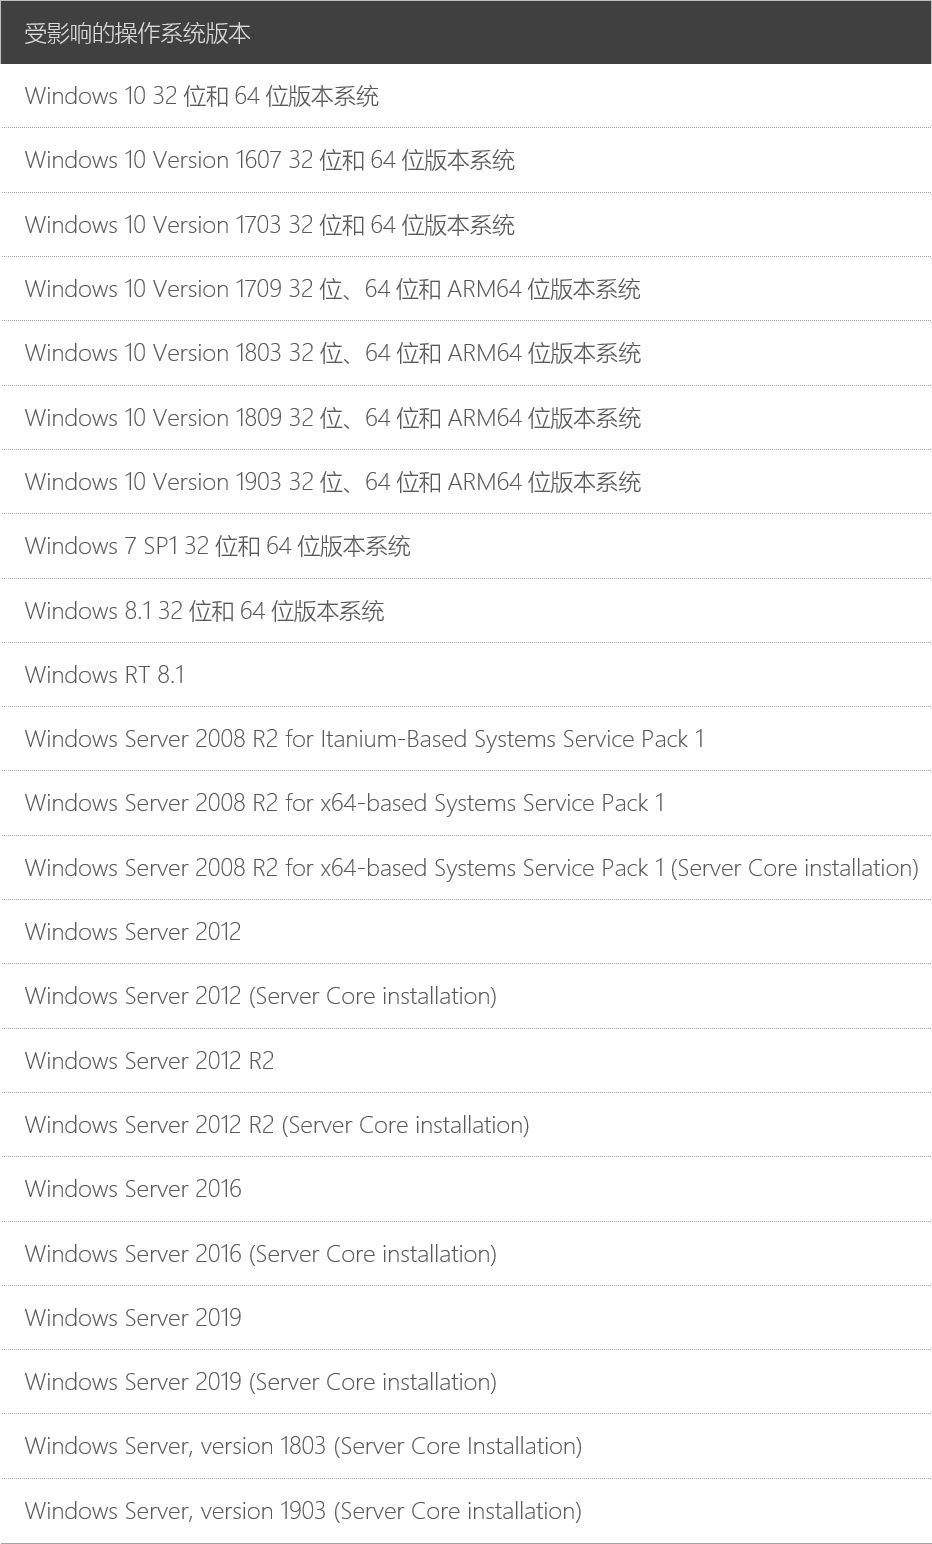 受影响的操作系统版本
Windows 10 32 位和 64 位版本系统
Windows 10 Version 1607 32 位和 64 位版本系统
Windows 10 Version 1703 32 位和 64 位版本系统
Windows 10 Version 1709 32 位、64 位和 ARM64 位版本系统
Windows 10 Version 1803 32 位、64 位和 ARM64 位版本系统
Windows 10 Version 1809 32 位、64 位和 ARM64 位版本系统
Windows 10 Version 1903 32 位、64 位和 ARM64 位版本系统
Windows 7 SP1 32 位和 64 位版本系统
Windows 8.1 32 位和 64 位版本系统
Windows RT 8.1
Windows Server 2008 R2 for Itanium-Based Systems Service Pack 1
Windows Server 2008 R2 for x64-based Systems Service Pack 1
Windows Server 2008 R2 for x64-based Systems Service Pack 1 (Server Core installation)
Windows Server 2012
Windows Server 2012 (Server Core installation)
Windows Server 2012 R2
Windows Server 2012 R2 (Server Core installation)
Windows Server 2016
Windows Server 2016 (Server Core installation)
Windows Server 2019
Windows Server 2019 (Server Core installation)
Windows Server, version 1803 (Server Core Installation)
Windows Server, version 1903 (Server Core installation)